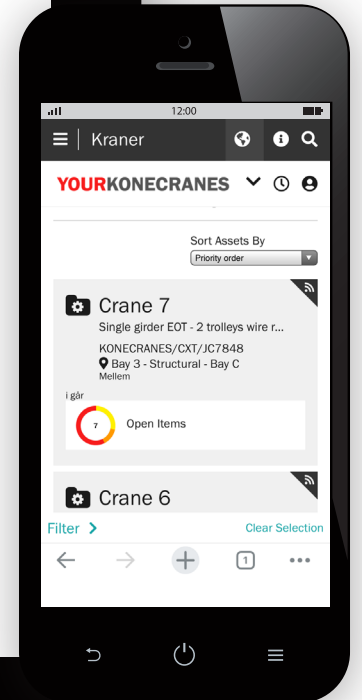 12:00
Kraner
YOURKONECRANES
Sort Assets By
Priority order
Crane 7
Single girder EOT - 2 trolleys wire r...
KONECRANES/CXT/JC7848
Bay 3 - Structural - Bay C
Mellem
i går
7
Open Items
Crane 6
Filter
Clear Selection
1